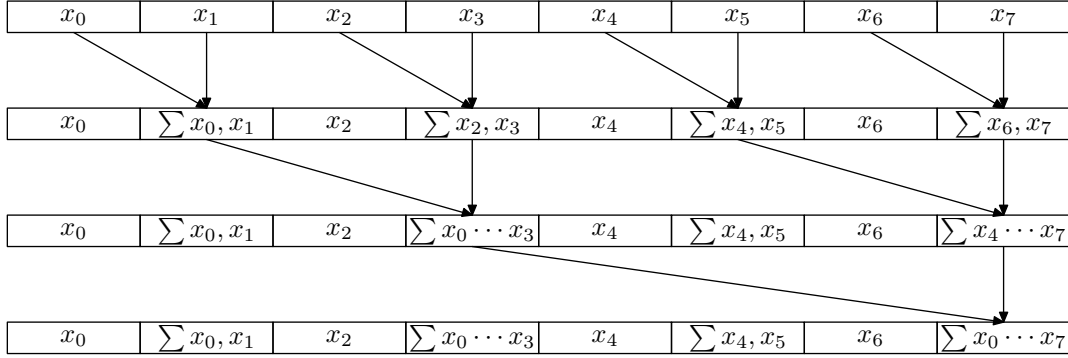 x₀ x₁ x₂ x₃ x₄ x₅ x₆ x₇
x₀ ∑ x₀, x₁ x₂ ∑ x₂, x₃ x₄ ∑ x₄, x₅ x₆ ∑ x₆, x₇
x₀ ∑ x₀, x₁ x₂ ∑ x₀ ⋯ x₃ x₄ ∑ x₄, x₅ x₆ ∑ x₄ ⋯ x₇
x₀ ∑ x₀, x₁ x₂ ∑ x₀ ⋯ x₃ x₄ ∑ x₄, x₅ x₆ ∑ x₀ ⋯ x₇